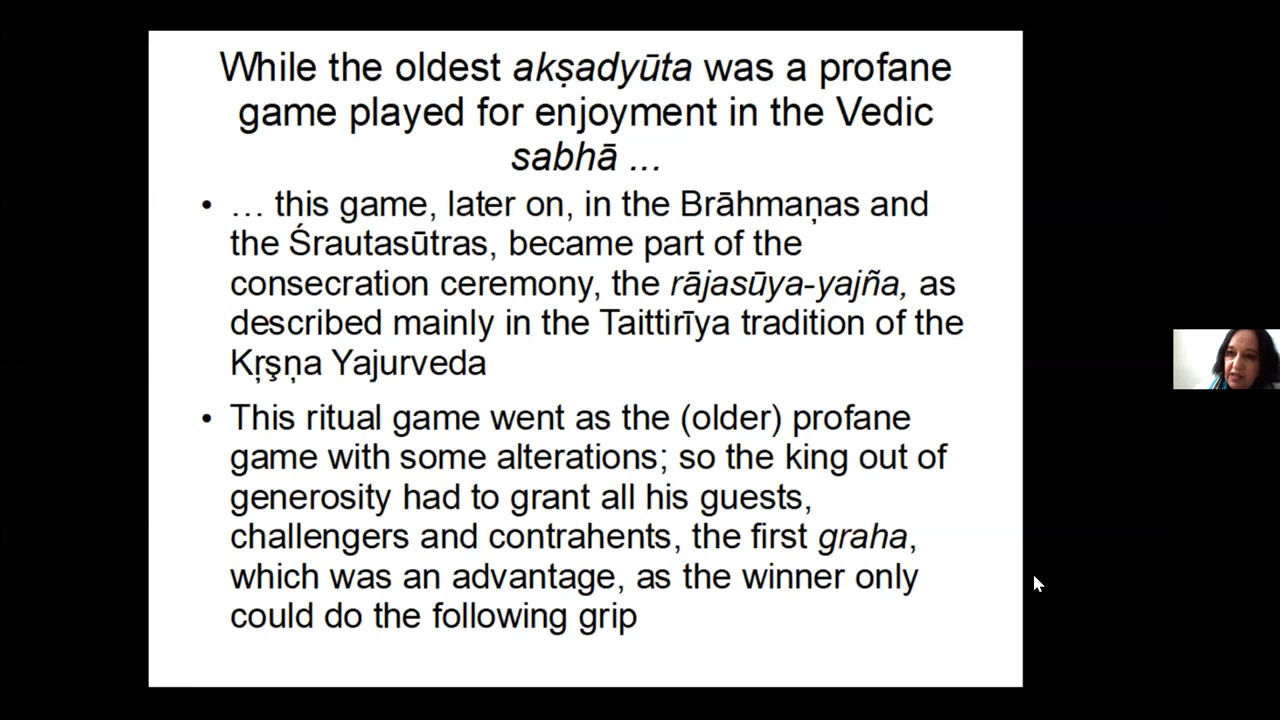 While the oldest akṣadyūta was a profane
game played for enjoyment in the Vedic
sabhā ...
• … this game, later on, in the Brāhmaņas and
the Śrautasūtras, became part of the
consecration ceremony, the rājasūya-yajña, as
described mainly in the Taittirīya tradition of the
Kŗşņa Yajurveda
• This ritual game went as the (older) profane
game with some alterations; so the king out of
generosity had to grant all his guests,
challengers and contrahents, the first graha,
which was an advantage, as the winner only
could do the following grip